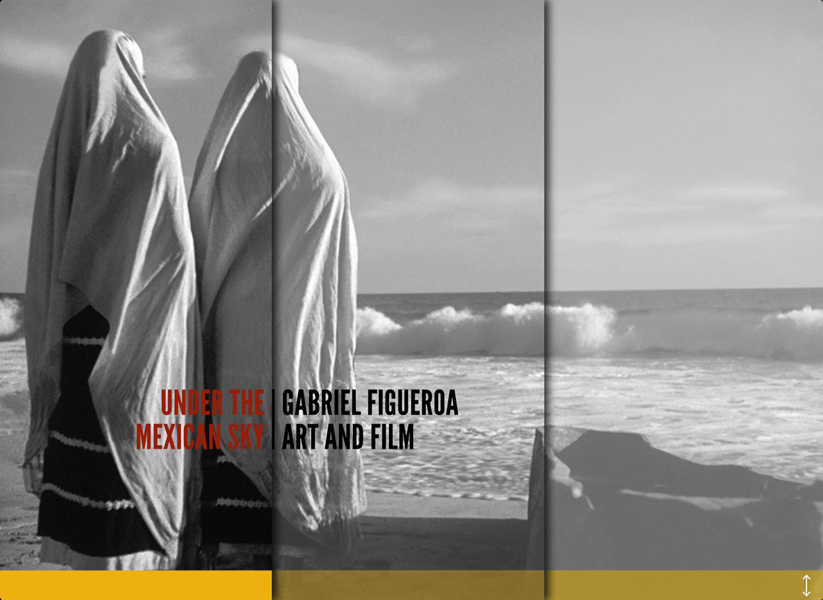 UNDER THE | GABRIEL FIGUEROA
MEXICAN SKY | ART AND FILM